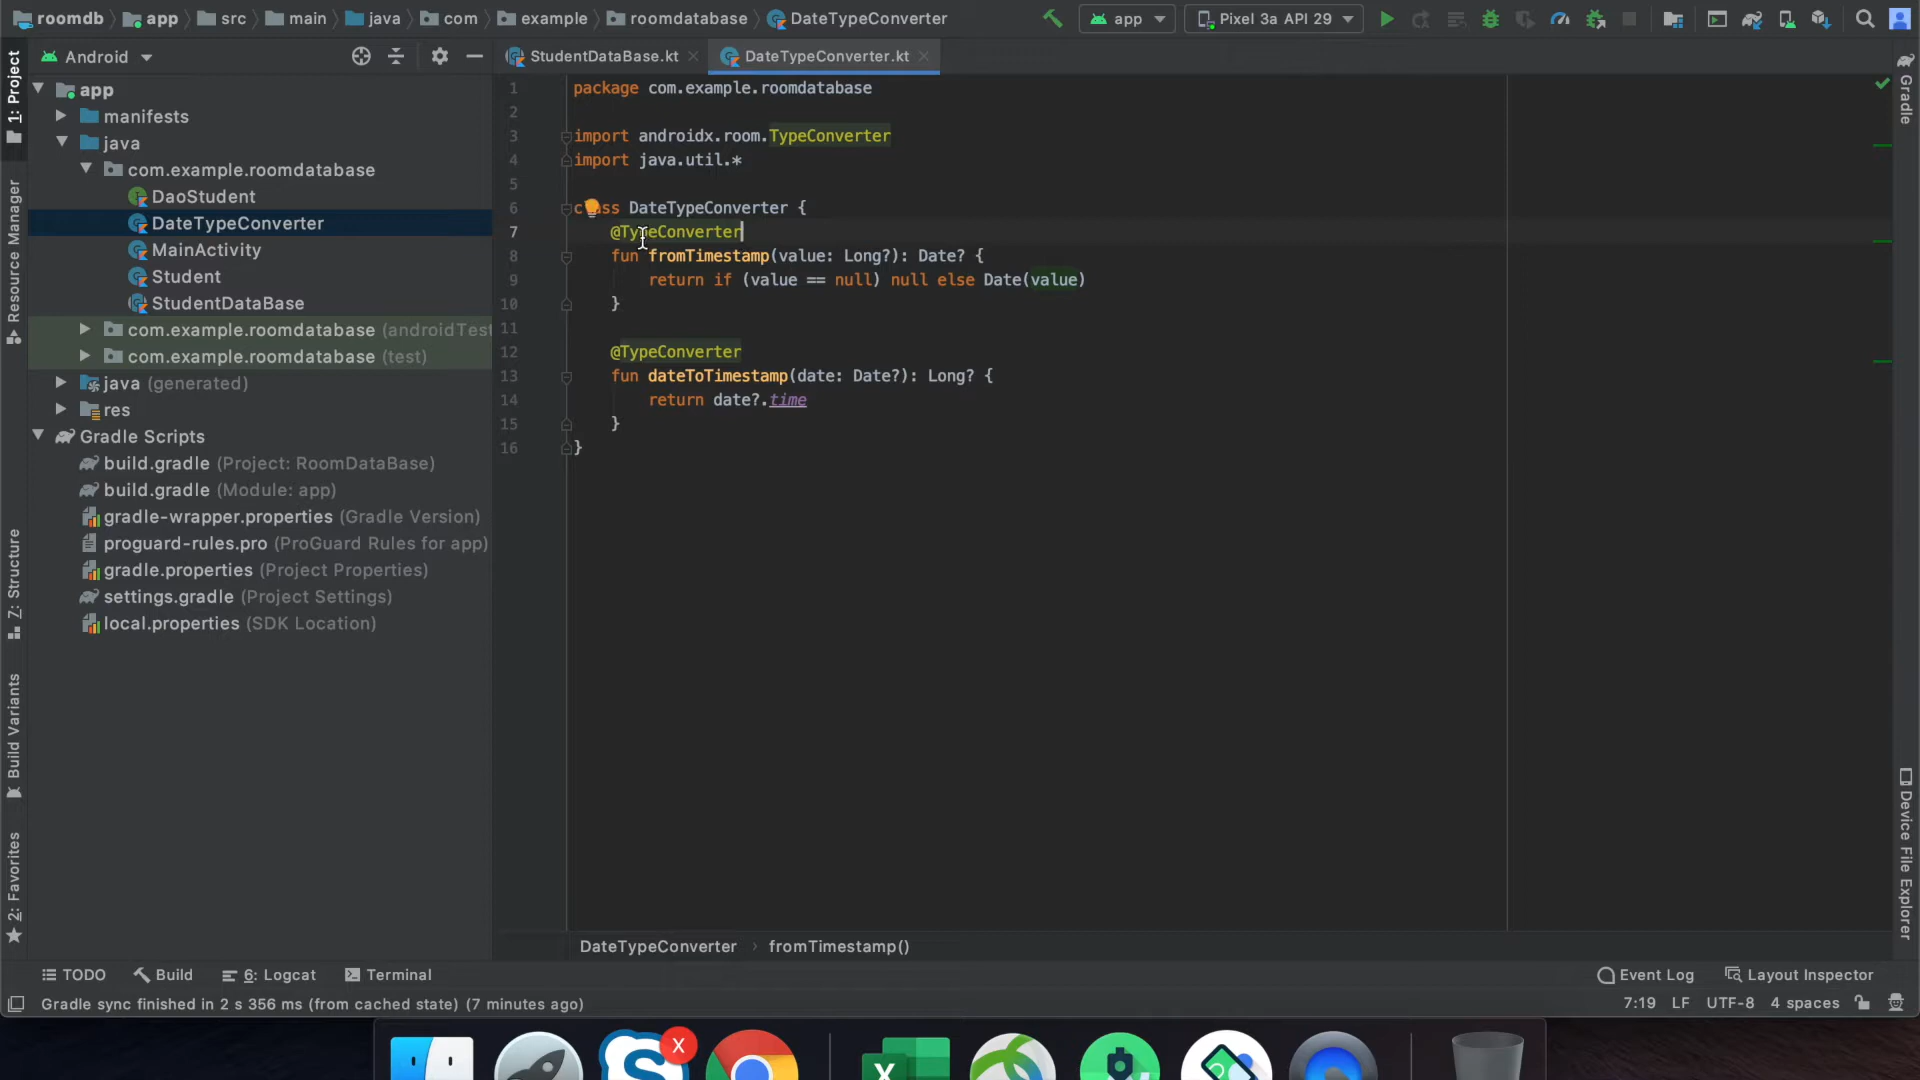 roomdb app src main java com example roomdatabase DateTypeConverter app Pixel 3a API 29
Android
StudentDataBase.kt DateTypeConverter.kt
1: Project
Resource Manager
Z: Structure
Build Variants
2: Favorites
app
manifests
java
com.example.roomdatabase
DaoStudent
DateTypeConverter
MainActivity
Student
StudentDataBase
com.example.roomdatabase (androidTest
com.example.roomdatabase (test)
java (generated)
res
Gradle Scripts
build.gradle (Project: RoomDataBase)
build.gradle (Module: app)
gradle-wrapper.properties (Gradle Version)
proguard-rules.pro (ProGuard Rules for app)
gradle.properties (Project Properties)
settings.gradle (Project Settings)
local.properties (SDK Location)
1 package com.example.roomdatabase
2
3 import androidx.room.TypeConverter
4 import java.util.*
5
6 class DateTypeConverter {
7 @TypeConverter
8 fun fromTimestamp(value: Long?): Date? {
9 return if (value == null) null else Date(value)
10 }
11
12 @TypeConverter
13 fun dateToTimestamp(date: Date?): Long? {
14 return date?.time
15 }
16 }
Gradle
Device File Explorer
DateTypeConverter › fromTimestamp()
TODO Build 6: Logcat Terminal Event Log Layout Inspector
Gradle sync finished in 2 s 356 ms (from cached state) (7 minutes ago) 7:19 LF UTF-8 4 spaces
S X X